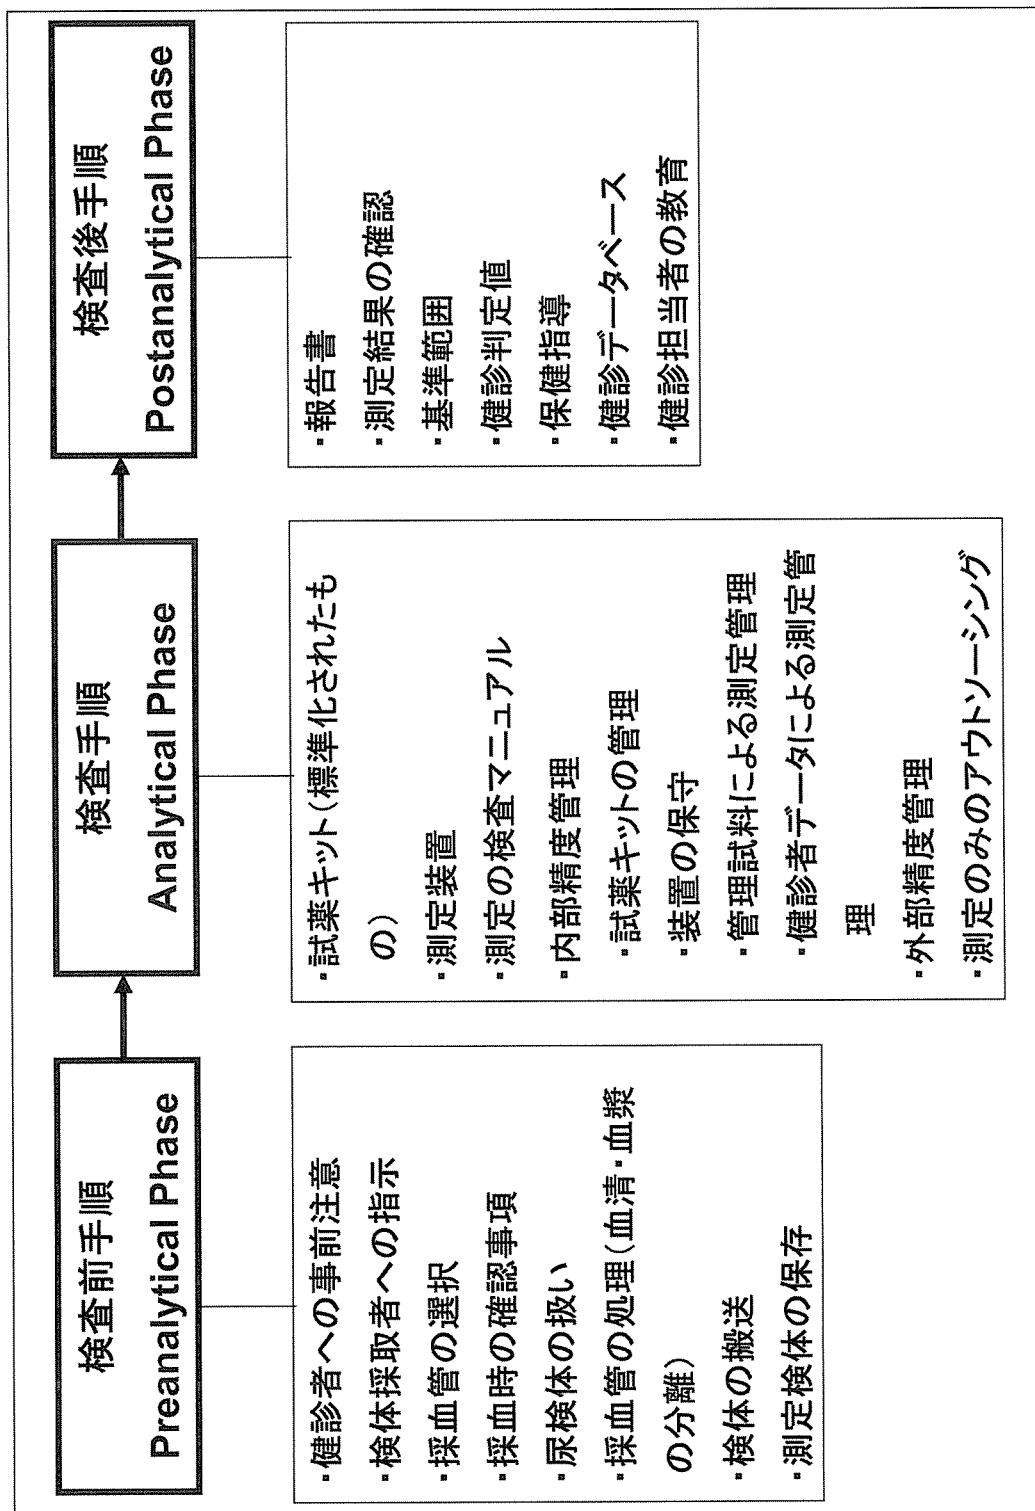 検査前手順
Preanalytical Phase
・健診者への事前注意
・検体採取者への指示
・採血管の選択
・採血時の確認事項
・尿検体の扱い
・採血管の処理（血清・血漿
の分離）
・検体の搬送
・測定検体の保存
検査手順
Analytical Phase
・試薬キット（標準化されたも
の）
・測定装置
・測定の検査マニュアル
・内部精度管理
・試薬キットの管理
・装置の保守
・管理試料による測定管理
・健診者データによる測定管
理
・外部精度管理
・測定のみのアウトソーシング
検査後手順
Postanalytical Phase
・報告書
・測定結果の確認
・基準範囲
・健診判定値
・保健指導
・健診データベース
・健診担当者の教育